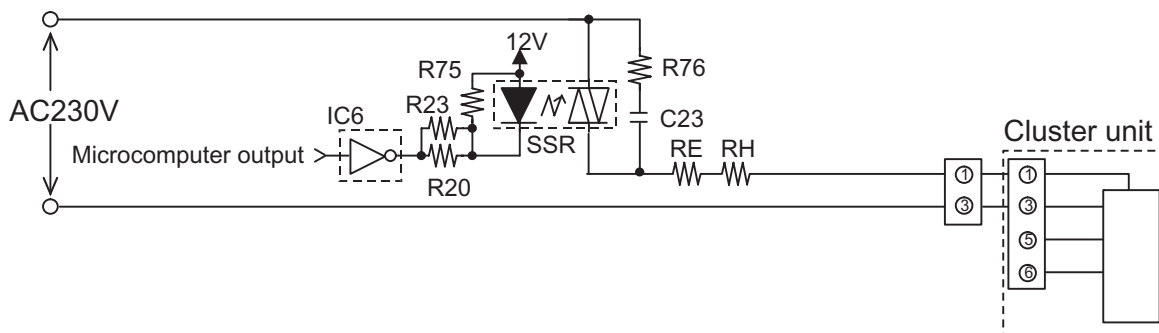 12V
R75
R76
AC230V
R23
IC6
C23
Cluster unit
SSR
Microcomputer output
RE
RH
R20
① ①
③ ③
⑤
⑥